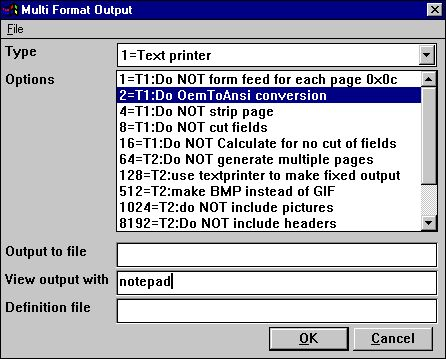 Multi Format Output
File
Type
1=Text printer
Options
1=T1:Do NOT form feed for each page 0x0c
2=T1:Do OemToAnsi conversion
4=T1:Do NOT strip page
8=T1:Do NOT cut fields
16=T1:Do NOT Calculate for no cut of fields
64=T2:Do NOT generate multiple pages
128=T2:use textprinter to make fixed output
512=T2:make BMP instead of GIF
1024=T2:do NOT include pictures
8192=T2:Do NOT include headers
Output to file
View output with
notepad
Definition file
OK
Cancel